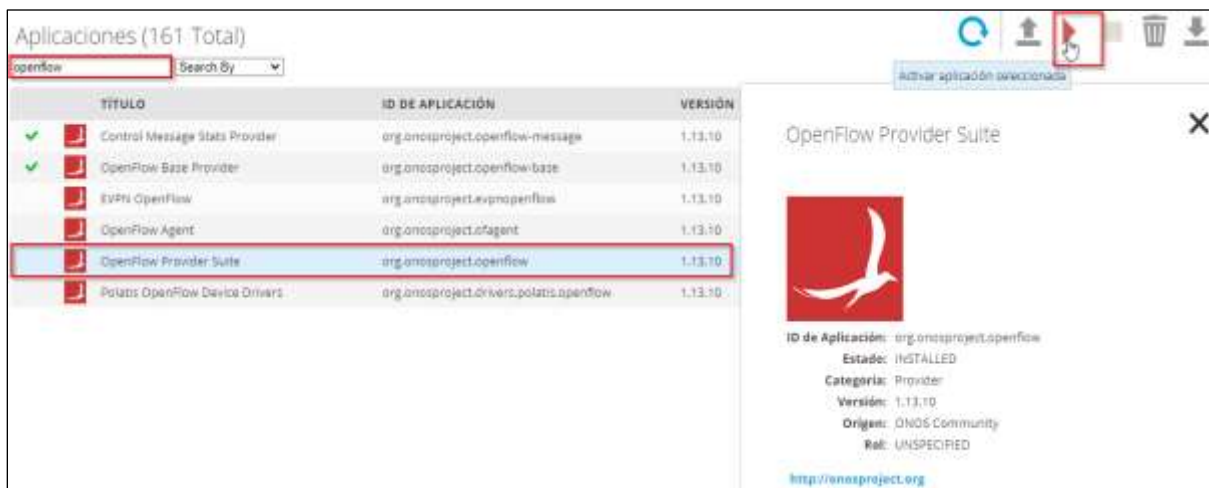 Aplicaciones (161 Total)
openflow
Search By
Activar aplicación seleccionada
TÍTULO ID DE APLICACIÓN VERSIÓN
Control Message Stats Provider org.onosproject.openflow-message 1.13.10
OpenFlow Base Provider org.onosproject.openflow-base 1.13.10
EVPN OpenFlow org.onosproject.evpnopenflow 1.13.10
OpenFlow Agent org.onosproject.ofagent 1.13.10
OpenFlow Provider Suite org.onosproject.openflow 1.13.10
Polatis OpenFlow Device Drivers org.onosproject.drivers.polatis.openflow 1.13.10
OpenFlow Provider Suite
ID de Aplicación: org.onosproject.openflow
Estade: INSTALLED
Categoría: Provider
Versión: 1.13.10
Origen: ONOS Community
Rol: UNSPECIFIED
http://onosproject.org